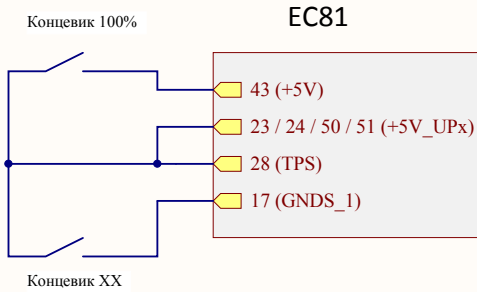 EC81
Концевик 100%
43 (+5V)
23 / 24 / 50 / 51 (+5V_UPx)
28 (TPS)
17 (GNDS_1)
Концевик ХХ